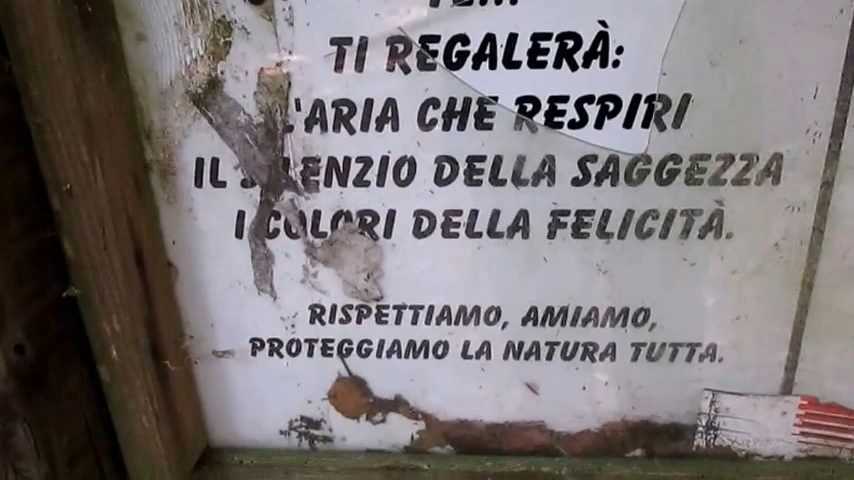 TI REGALERÀ:
L'ARIA CHE RESPIRI
IL SILENZIO DELLA SAGGEZZA
I COLORI DELLA FELICITÀ.
RISPETTIAMO, AMIAMO,
PROTEGGIAMO LA NATURA TUTTA.